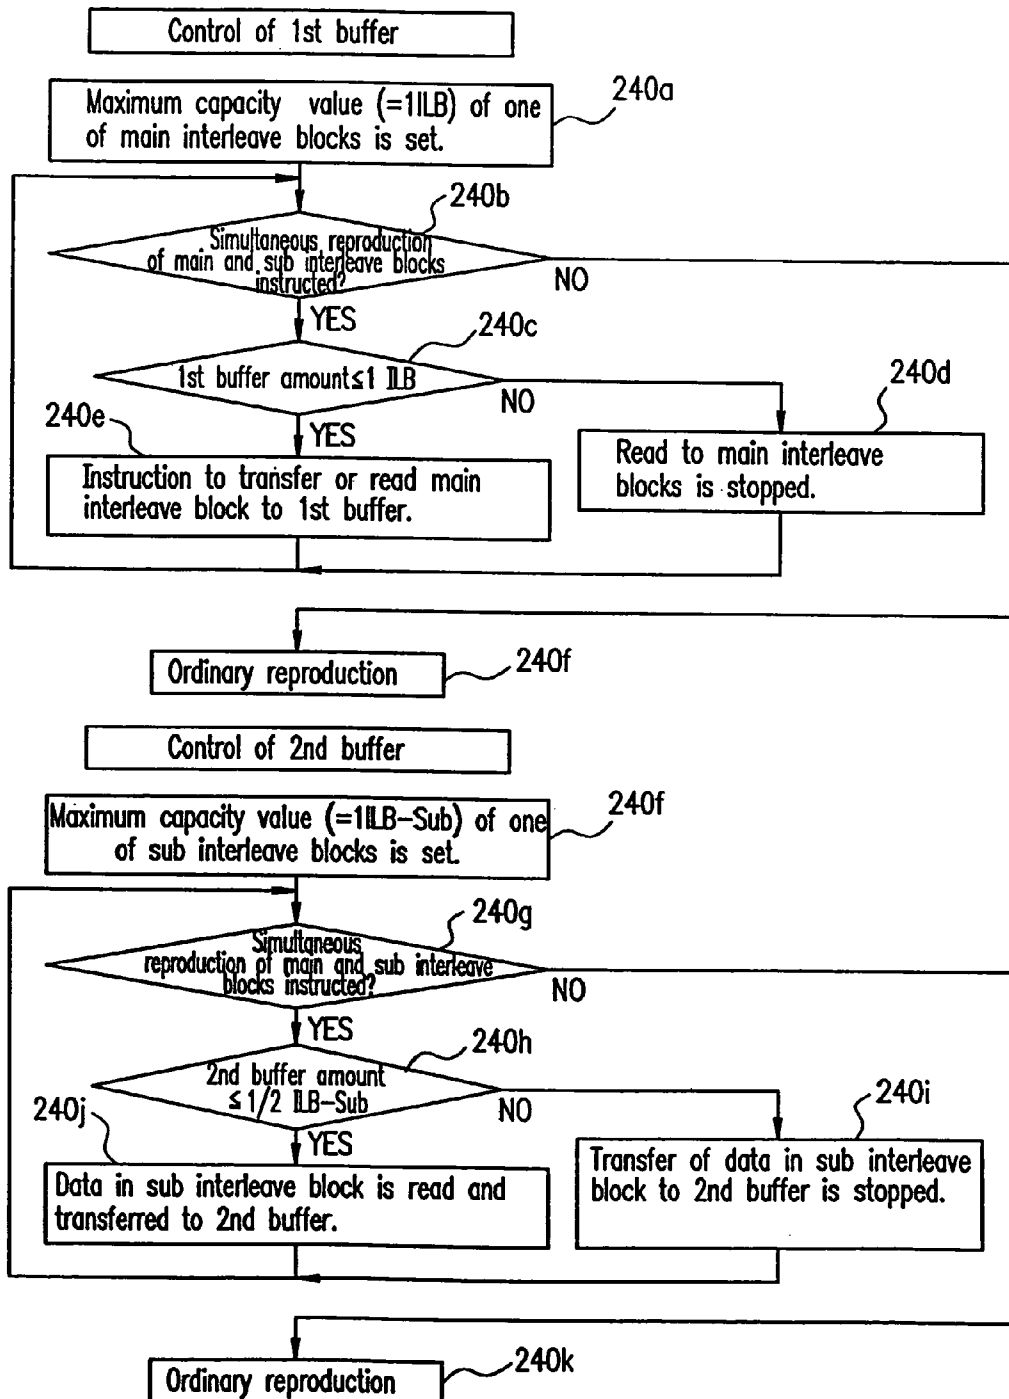 Control of 1st buffer
240a
Maximum capacity value (=1ILB) of one
of main interleave blocks is set.
240b
Simultaneous reproduction
of main and sub interleave blocks
instructed?
NO
YES
240c
1st buffer amount≤1 ILB
NO
240d
240e
YES
Instruction to transfer or read main
interleave block to 1st buffer.
Read to main interleave
blocks is stopped.
Ordinary reproduction
240f
Control of 2nd buffer
240f
Maximum capacity value (=1ILB-Sub) of one
of sub interleave blocks is set.
240g
Simultaneous
reproduction of main and sub interleave
blocks instructed?
NO
YES
240h
2nd buffer amount
≤1/2 ILB-Sub
NO
240i
240j
YES
Data in sub interleave block is read and
transferred to 2nd buffer.
Transfer of data in sub interleave
block to 2nd buffer is stopped.
240k
Ordinary reproduction